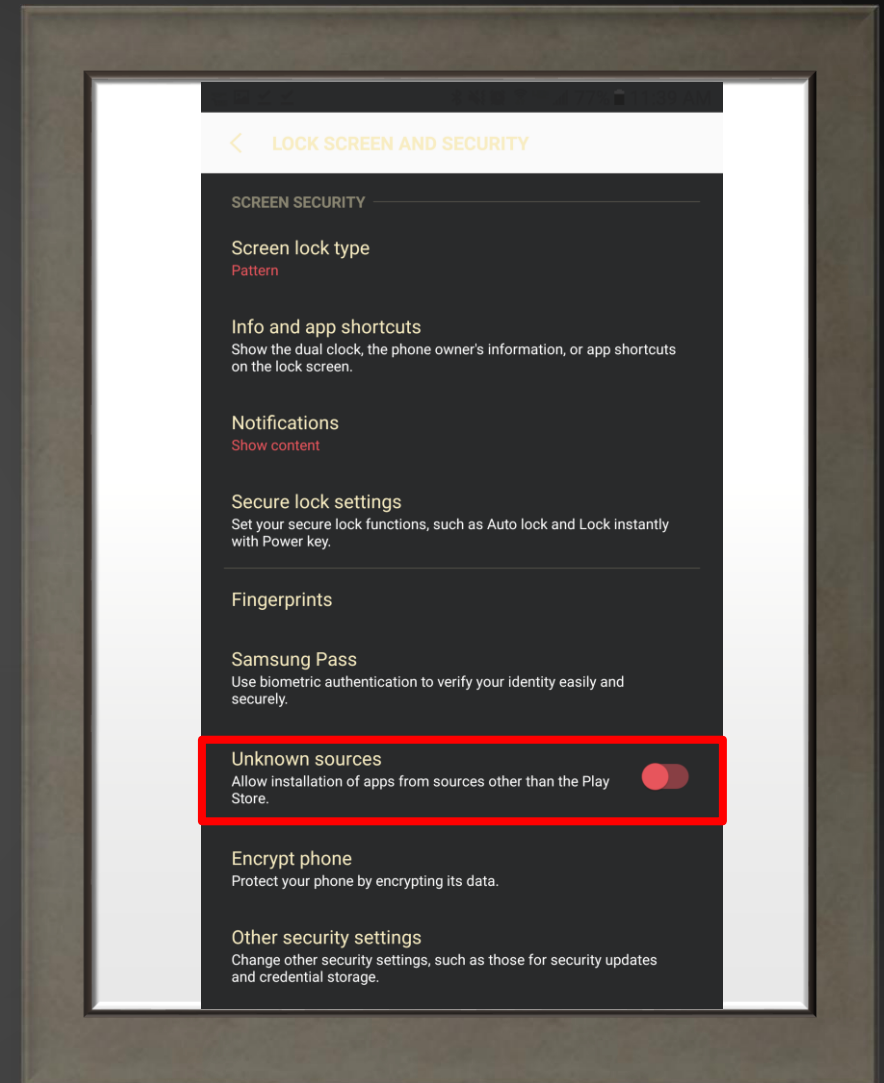 77% 11:39 AM
LOCK SCREEN AND SECURITY
SCREEN SECURITY
Screen lock type
Pattern
Info and app shortcuts
Show the dual clock, the phone owner's information, or app shortcuts
on the lock screen.
Notifications
Show content
Secure lock settings
Set your secure lock functions, such as Auto lock and Lock instantly
with Power key.
Fingerprints
Samsung Pass
Use biometric authentication to verify your identity easily and
securely.
Unknown sources
Allow installation of apps from sources other than the Play
Store.
Encrypt phone
Protect your phone by encrypting its data.
Other security settings
Change other security settings, such as those for security updates
and credential storage.